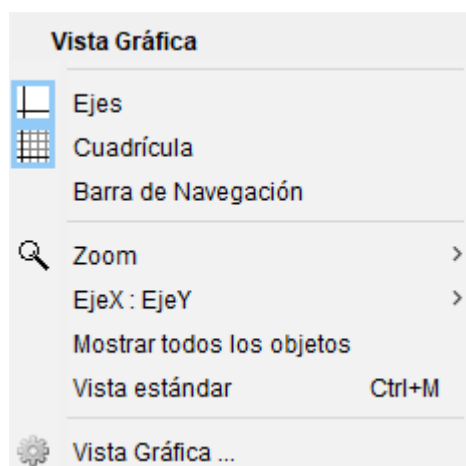 Vista Gráfica
Ejes
Cuadrícula
Barra de Navegación
Zoom
EjeX : EjeY
Mostrar todos los objetos
Vista estándar Ctrl+M
Vista Gráfica ...